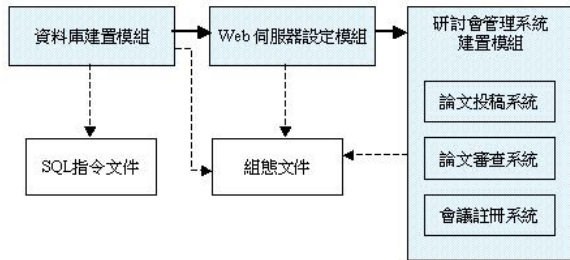 資料庫建置模組
Web 伺服器設定模組
研討會管理系統
建置模組
論文投稿系統
論文審查系統
會議註冊系統
SQL指令文件
組態文件